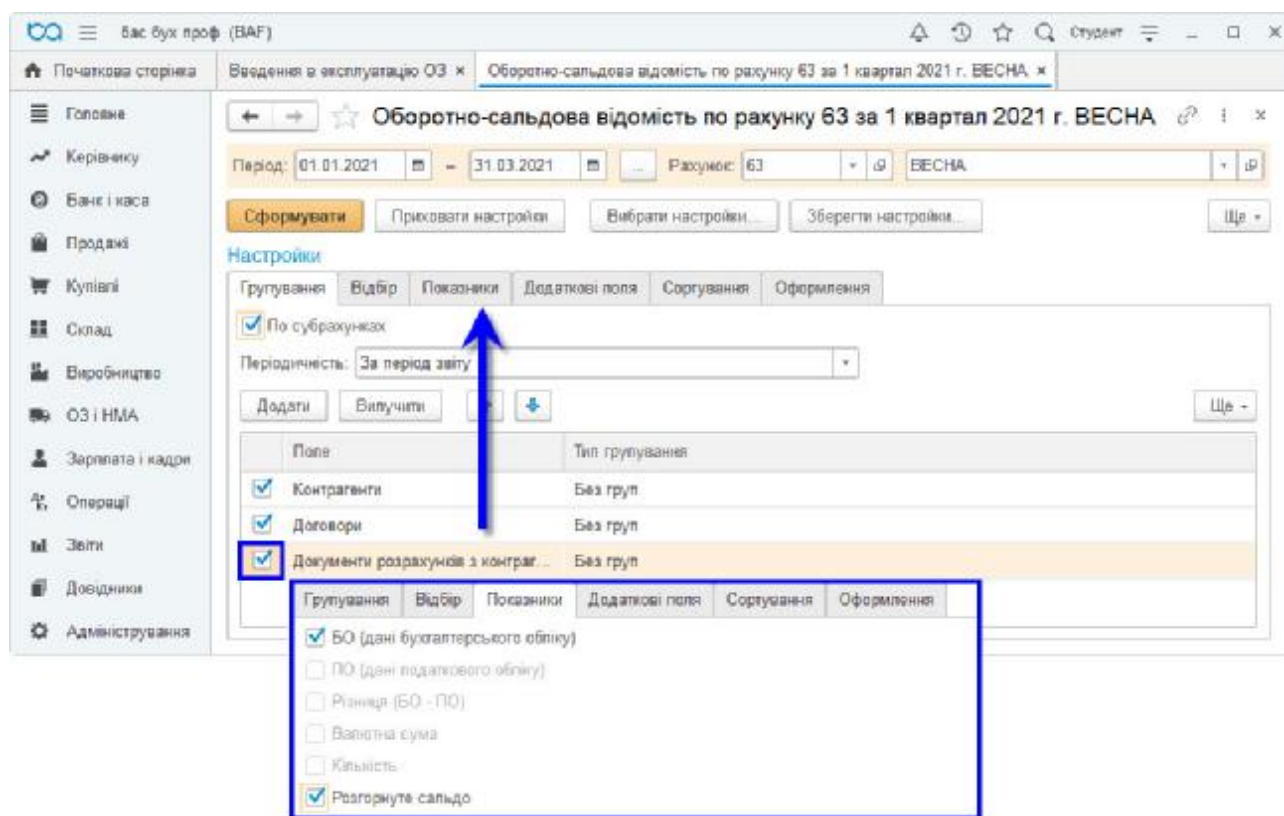 бас бух проф (BAF) Студент
Початкова сторінка Введення в експлуатацію ОЗ × Оборотно-сальдова відомість по рахунку 63 за 1 квартал 2021 г. ВЕСНА ×
Головне
Оборотно-сальдова відомість по рахунку 63 за 1 квартал 2021 г. ВЕСНА
Керівнику
Період: 01.01.2021 – 31.03.2021 ... Рахунок: 63 ВЕСНА
Банк і каса
Сформувати Приховати настройки Вибрати настройки... Зберегти настройки... Ще
Продажі
Настройки
Купівлі
Групування Відбір Показники Додаткові поля Сортування Оформлення
Склад
По субрахунках
Виробництво
Періодичність: За період звіту
ОЗ і НМА
Додати Вилучити Ще
Зарплата і кадри
Поле Тип групування
Контрагенти Без груп
Операції
Договори Без груп
Звіти
Документи розрахунків з контраг... Без груп
Довідники
Групування Відбір Показники Додаткові поля Сортування Оформлення
Адміністрування
БО (дані бухгалтерського обліку)
ПО (дані податкового обліку)
Різниця (БО - ПО)
Валютна сума
Кількість
Розгорнуте сальдо